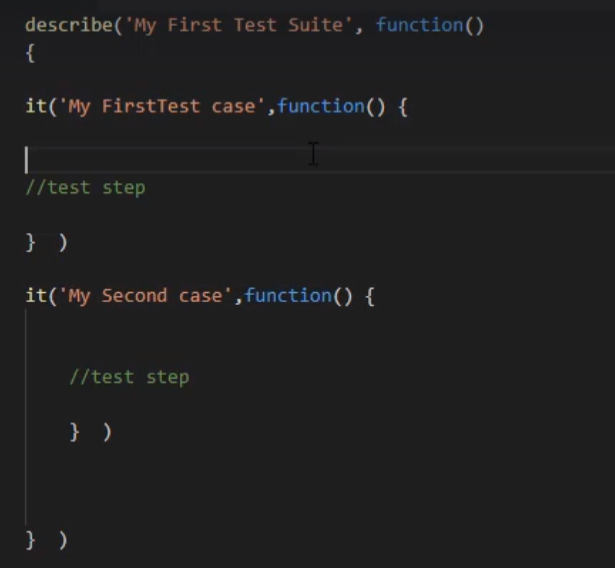 describe('My First Test Suite', function()
{
it('My FirstTest case',function() {
//test step
}  )
it('My Second case',function() {
//test step
}  )
}  )